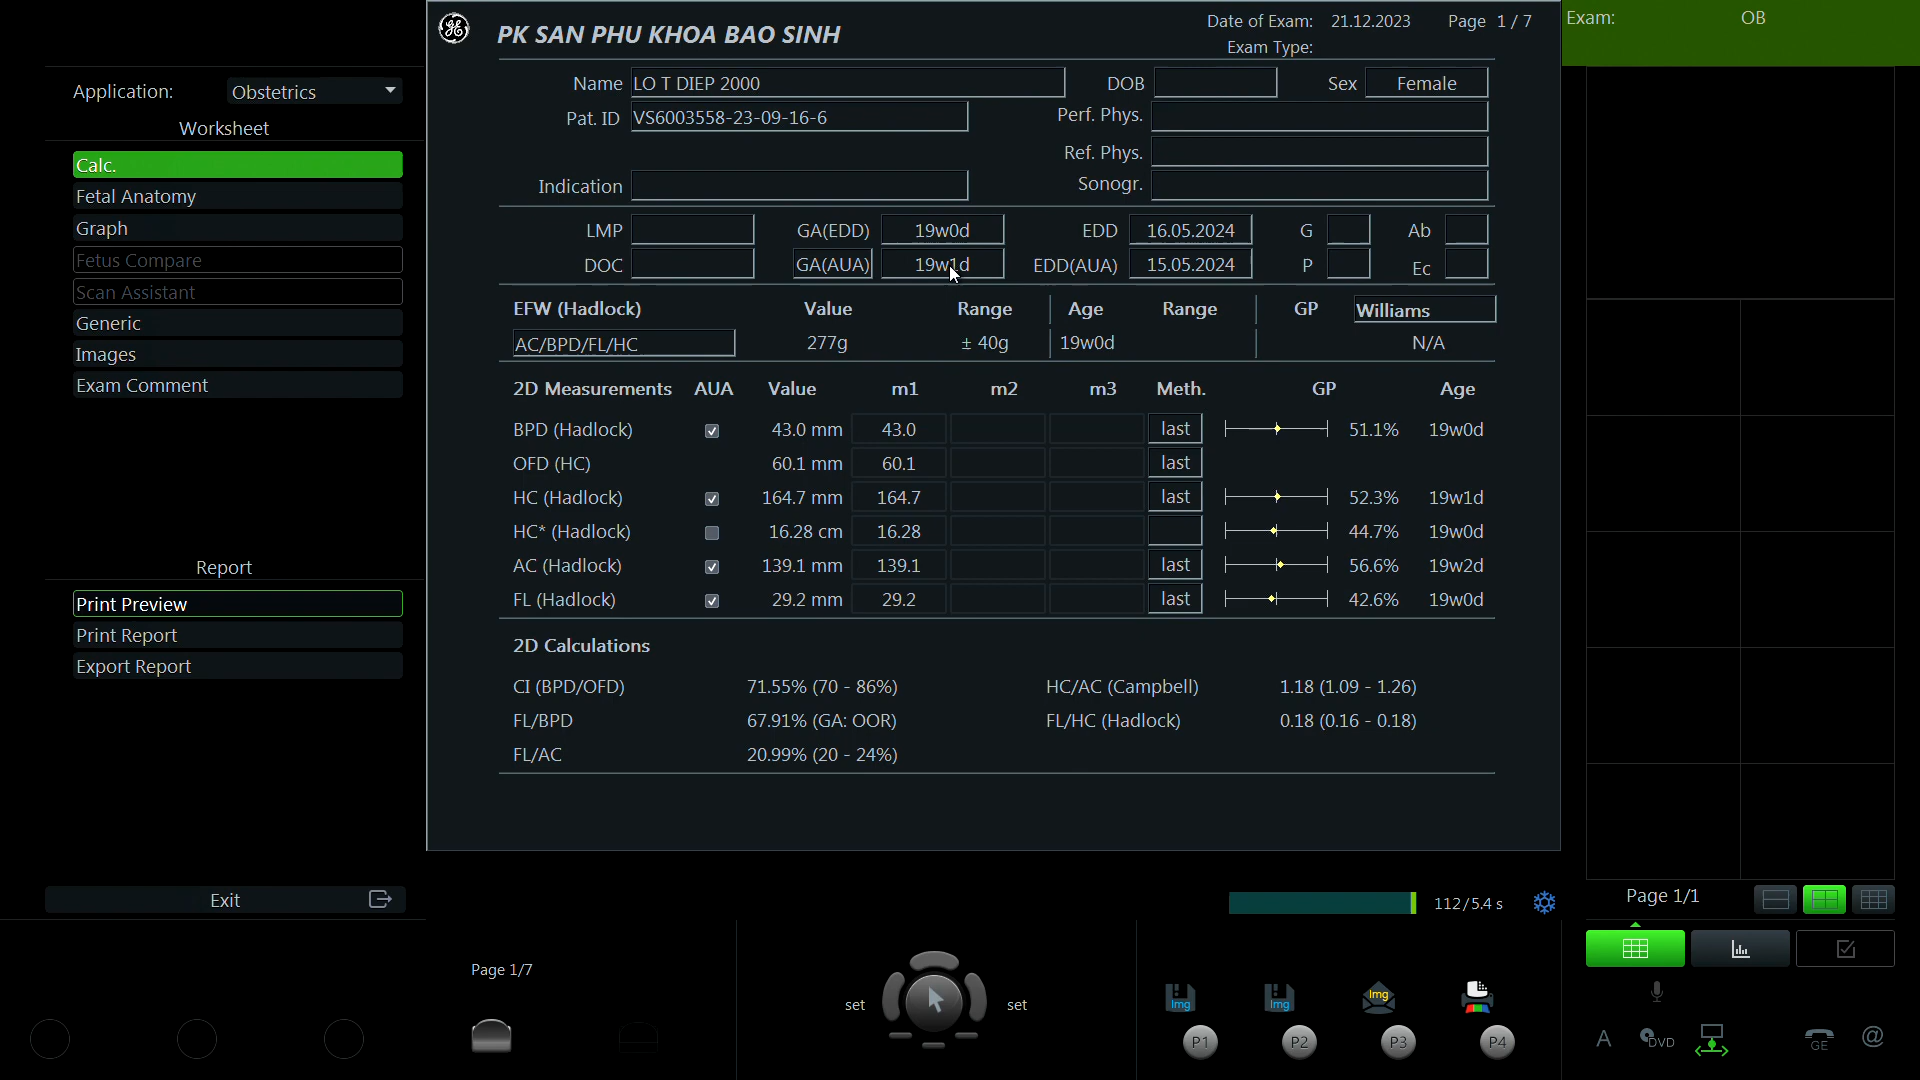 PK SAN PHU KHOA BAO SINH
Date of Exam: 21.12.2023 Page 1 / 7
Exam Type:
Exam: OB
Application: Obstetrics
Worksheet
Calc.
Fetal Anatomy
Graph
Fetus Compare
Scan Assistant
Generic
Images
Exam Comment
Report
Print Preview
Print Report
Export Report
Exit
Name LO T DIEP 2000 DOB Sex Female
Pat. ID VS6003558-23-09-16-6 Perf. Phys.
Ref. Phys.
Indication Sonogr.
LMP GA(EDD) 19w0d EDD 16.05.2024 G Ab
DOC GA(AUA) 19w1d EDD(AUA) 15.05.2024 P Ec
EFW (Hadlock) Value Range Age Range GP Williams
AC/BPD/FL/HC 277g ± 40g 19w0d N/A
2D Measurements AUA Value m1 m2 m3 Meth. GP Age
BPD (Hadlock) 43.0 mm 43.0 last 51.1% 19w0d
OFD (HC) 60.1 mm 60.1 last
HC (Hadlock) 164.7 mm 164.7 last 52.3% 19w1d
HC* (Hadlock) 16.28 cm 16.28 44.7% 19w0d
AC (Hadlock) 139.1 mm 139.1 last 56.6% 19w2d
FL (Hadlock) 29.2 mm 29.2 last 42.6% 19w0d
2D Calculations
CI (BPD/OFD) 71.55% (70 - 86%) HC/AC (Campbell) 1.18 (1.09 - 1.26)
FL/BPD 67.91% (GA: OOR) FL/HC (Hadlock) 0.18 (0.16 - 0.18)
FL/AC 20.99% (20 - 24%)
112/5.4 s
Page 1/1
Page 1/7
set set
Img Img Img
P1 P2 P3 P4
A DVD GE @